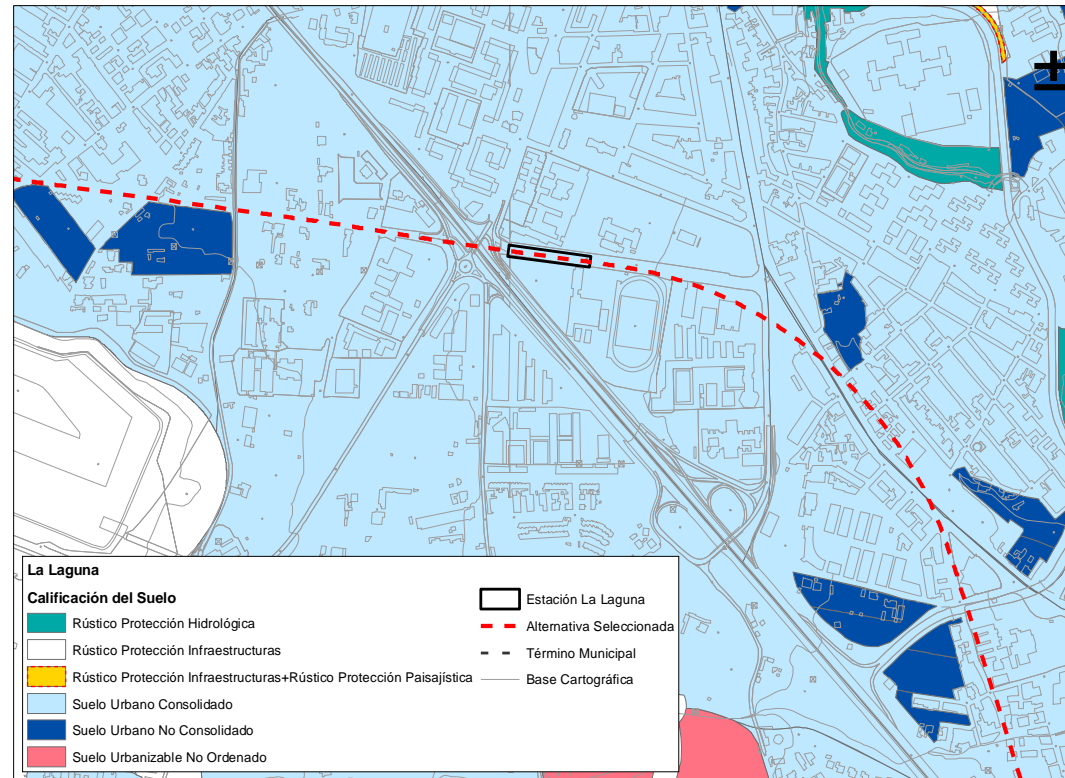 La Laguna
Calificación del Suelo
Rústico Protección Hidrológica
Rústico Protección Infraestructuras
Rústico Protección Infraestructuras+Rústico Protección Paisajística
Suelo Urbano Consolidado
Suelo Urbano No Consolidado
Suelo Urbanizable No Ordenado
Estación La Laguna
Alternativa Seleccionada
Término Municipal
Base Cartográfica